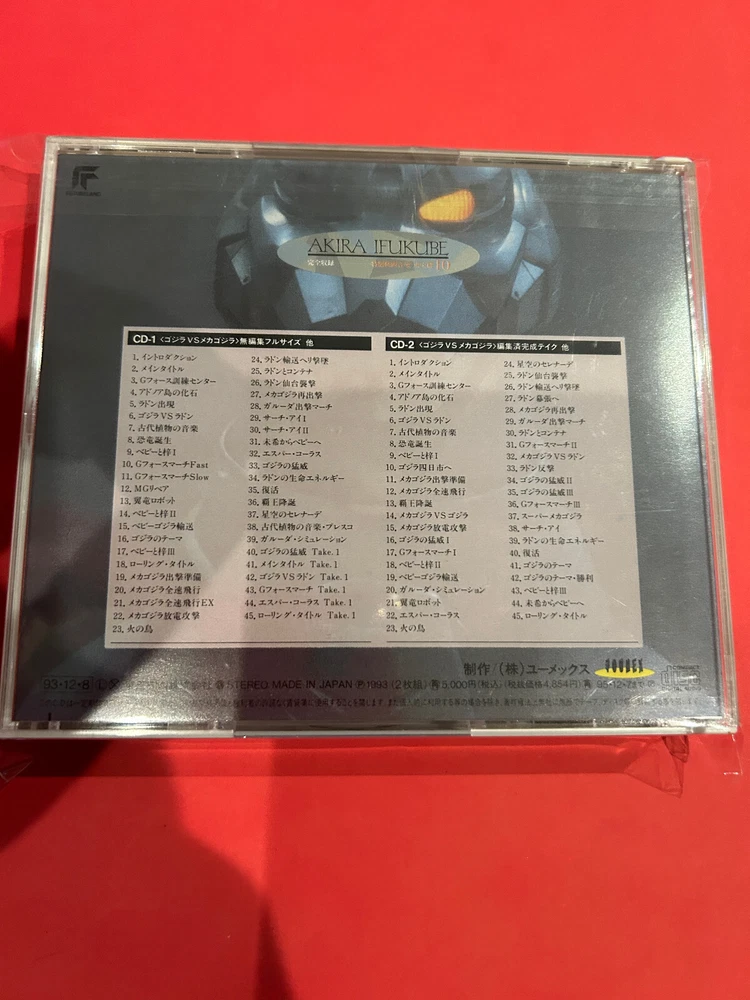 AKIRA IFUKUBE
完全収録
CD-1 〈ゴジラVSメカゴジラ〉無編集フルサイズ 他
1. イントロダクション
2. メインタイトル
3. Gフォース訓練センター
4. アドノア島の化石
5. ラドン出現
6. ゴジラVSラドン
7. 古代植物の音楽
8. 恐竜誕生
9. ベビーと梓I
10. GフォースマーチFast
11. GフォースマーチSlow
12. MGリペア
13. 翼竜ロボット
14. ベビーと梓II
15. ベビーゴジラ輸送
16. ゴジラのテーマ
17. ベビーと梓III
18. ローリング・タイトル
19. メカゴジラ出撃準備
20. メカゴジラ全速飛行
21. メカゴジラ全速飛行EX
22. メカゴジラ放電攻撃
23. 火の鳥
24. ラドン輸送ヘリ撃墜
25. ラドンとコンテナ
26. ラドン仙台襲撃
27. メカゴジラ再出撃
28. ガルーダ出撃マーチ
29. サーチ・アイI
30. サーチ・アイII
31. 未希からベビーへ
32. エスパー・コーラス
33. ゴジラの猛威
34. ラドンの生命エネルギー
35. 復活
36. 覇王降誕
37. 星空のセレナーデ
38. 古代植物の音楽・プレスコ
39. ガルーダ・シミュレーション
40. ゴジラの猛威 Take.1
41. メインタイトル Take.1
42. ゴジラVSラドン Take.1
43. Gフォースマーチ Take.1
44. エスパー・コーラス Take.1
45. ローリング・タイトル Take.1
CD-2 〈ゴジラVSメカゴジラ〉編集済完成テイク 他
1. イントロダクション
2. メインタイトル
3. Gフォース訓練センター
4. アドノア島の化石
5. ラドン出現
6. ゴジラVSラドン
7. 古代植物の音楽
8. 恐竜誕生
9. ベビーと梓I
10. ゴジラ四日市へ
11. メカゴジラ出撃準備
12. メカゴジラ全速飛行
13. 覇王降誕
14. メカゴジラVSゴジラ
15. メカゴジラ放電攻撃
16. ゴジラの猛威I
17. GフォースマーチI
18. ベビーと梓II
19. ベビーゴジラ輸送
20. ガルーダ・シミュレーション
21. 翼竜ロボット
22. エスパー・コーラス
23. 火の鳥
24. 星空のセレナーデ
25. ラドン仙台襲撃
26. ラドン輸送ヘリ撃墜
27. ラドン幕張へ
28. メカゴジラ再出撃
29. ガルーダ出撃マーチ
30. ラドンとコンテナ
31. GフォースマーチII
32. メカゴジラVSラドン
33. ラドン反撃
34. ゴジラの猛威II
35. ゴジラの猛威III
36. GフォースマーチIII
37. スーパーメカゴジラ
38. サーチ・アイ
39. ラドンの生命エネルギー
40. 復活
41. ゴジラのテーマ
42. ゴジラのテーマ・勝利
43. ベビーと梓III
44. 未希からベビーへ
45. ローリング・タイトル
制作/(株)ユーメックス
93・12・8 STEREO MADE IN JAPAN Ⓟ1993 (2枚組) 5,000円(税込)(税抜価格4,854円) 95・12・7まで